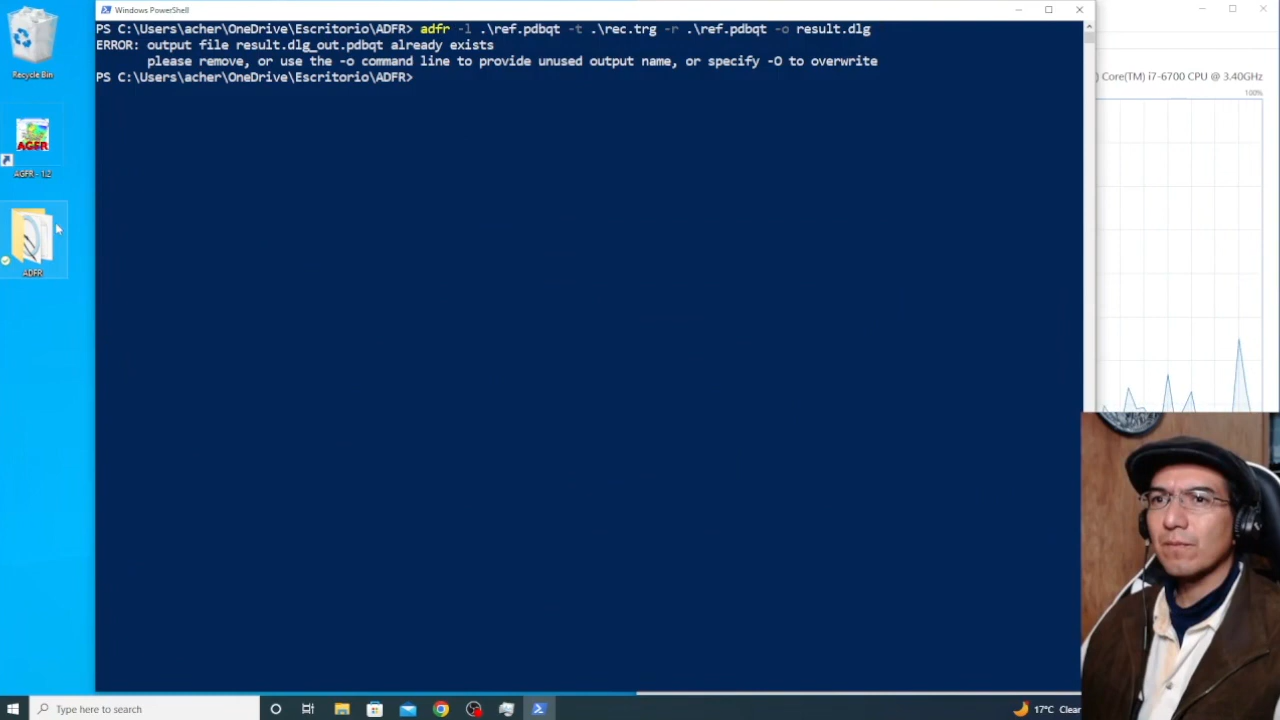 Windows PowerShell
PS C:\Users\acher\OneDrive\Escritorio\ADFR> adfr -l .\ref.pdbqt -t .\rec.trg -r .\ref.pdbqt -o result.dlg
ERROR: output file result.dlg_out.pdbqt already exists
please remove, or use the -o command line to provide unused output name, or specify -O to overwrite
PS C:\Users\acher\OneDrive\Escritorio\ADFR>
) Core(TM) i7-6700 CPU @ 3.40GHz
100%
Recycle Bin
AGFR
AGFR - 1.2
ADFR
Type here to search
17°C Clear